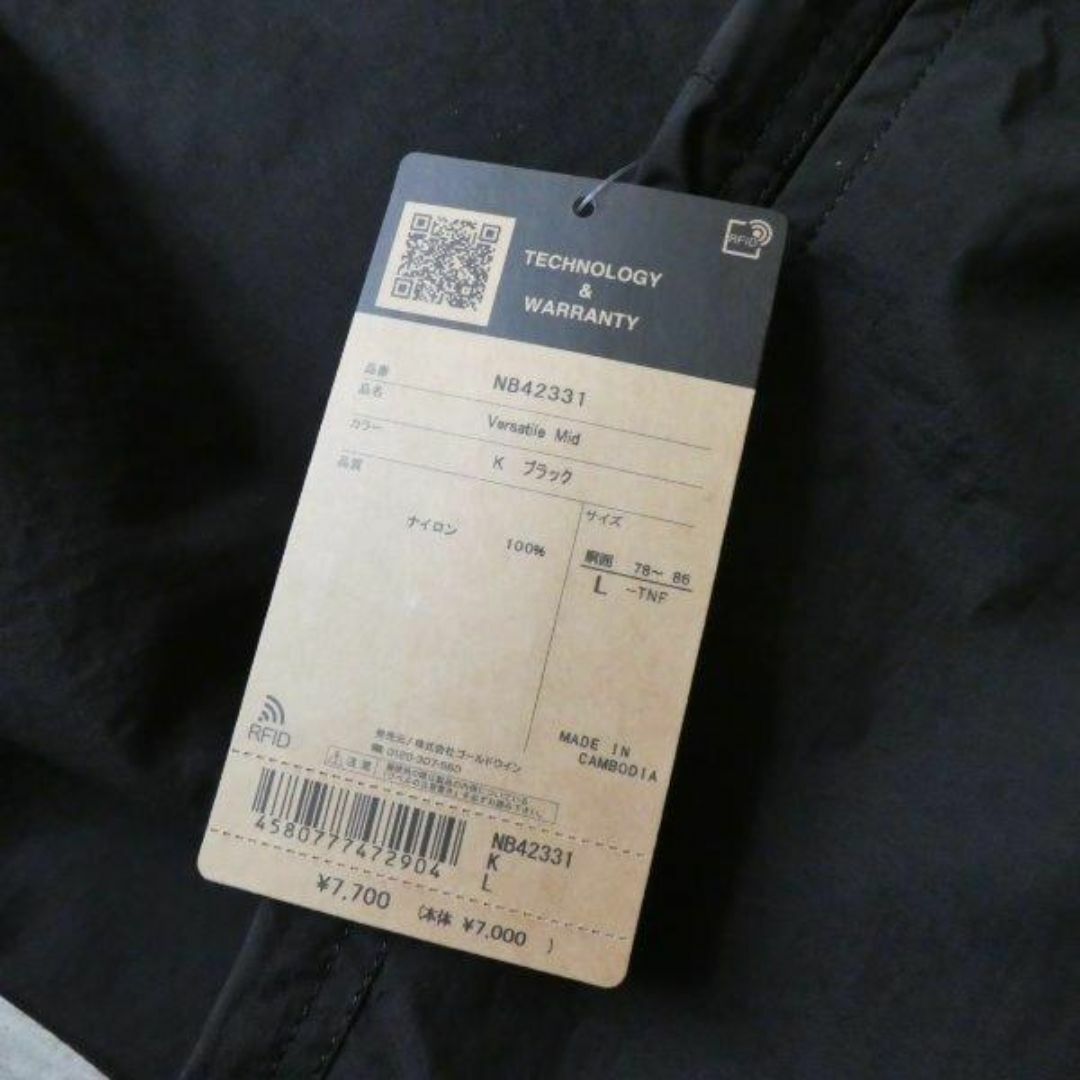 RFID
TECHNOLOGY
&
WARRANTY
品番 NB42331
品名 Versatile Mid
カラー K ブラック
品質
ナイロン 100%
サイズ
胴囲 78〜 86
L -TNF
MADE IN
CAMBODIA
RFID
発売元/株式会社ゴールドウイン
0120-307-560
注意
4580777472904
NB42331
K
L
¥7,700 (本体 ¥7,000 )